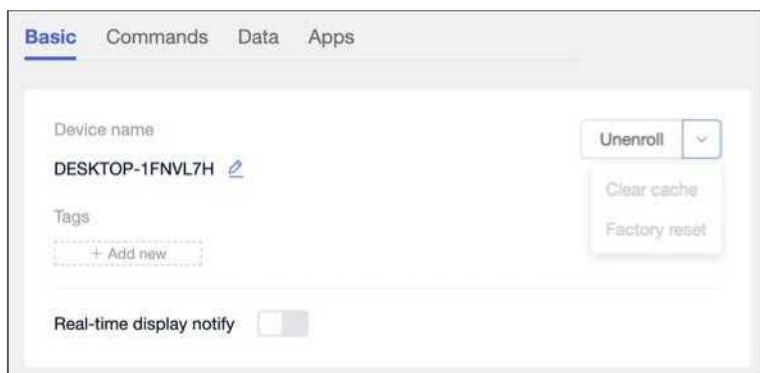 Basic Commands Data Apps
Device name
Unenroll
DESKTOP-1FNVL7H
Clear cache
Tags
Factory reset
+ Add new
Real-time display notify